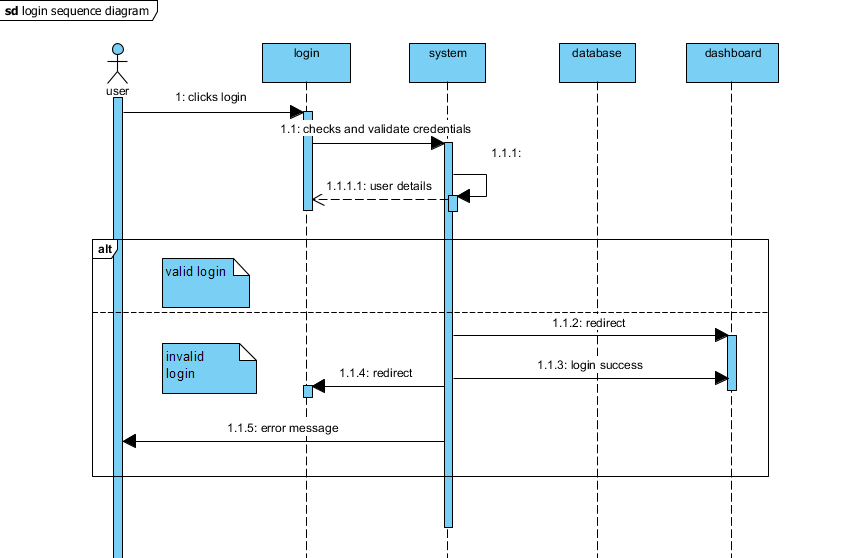 sd login sequence diagram
user
login
system
database
dashboard
1: clicks login
1.1: checks and validate credentials
1.1.1:
1.1.1.1: user details
alt
valid login
1.1.2: redirect
invalid
login
1.1.3: login success
1.1.4: redirect
1.1.5: error message